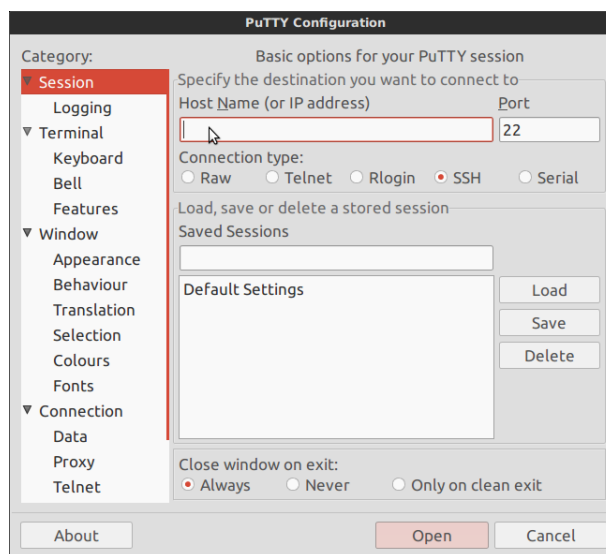 PuTTY Configuration
Category:
Session
Logging
Terminal
Keyboard
Bell
Features
Window
Appearance
Behaviour
Translation
Selection
Colours
Fonts
Connection
Data
Proxy
Telnet
Basic options for your PuTTY session
Specify the destination you want to connect to
Host Name (or IP address) Port
22
Connection type:
Raw Telnet Rlogin SSH Serial
Load, save or delete a stored session
Saved Sessions
Default Settings
Load
Save
Delete
Close window on exit:
Always Never Only on clean exit
About Open Cancel